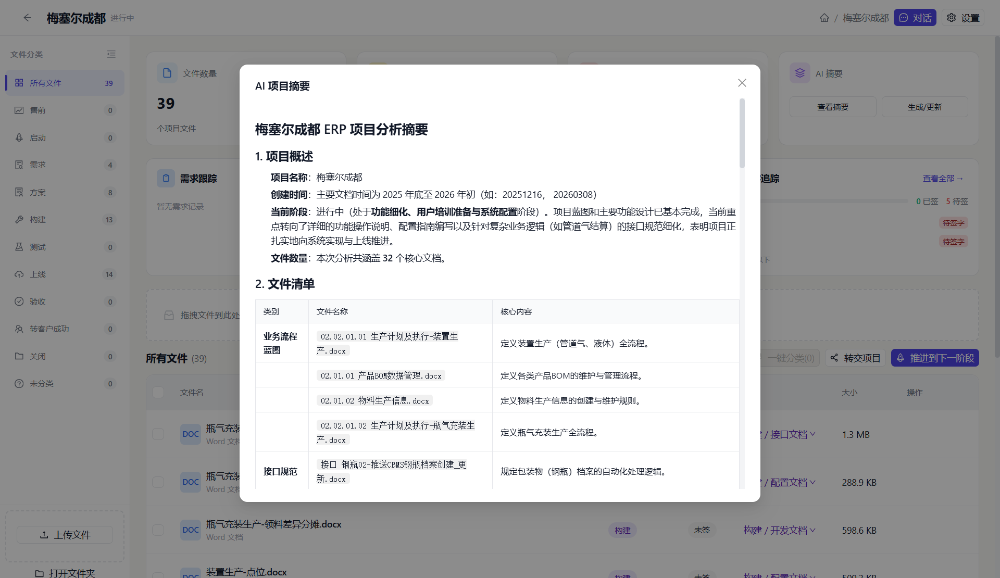 梅塞尔成都 进行中
/ 梅塞尔成都 对话 设置
文件分类
所有文件 39
售前 0
启动 0
需求 4
方案 8
构建 13
测试 0
上线 14
验收 0
转客户成功 0
关闭 0
未分类 0
上传文件
打开文件夹
文件数量
39
个项目文件
AI 摘要
查看摘要
生成/更新
需求跟踪
暂无需求记录
追踪
查看全部 →
0 已签 5 待签
待签字
待签字
以下
拖拽文件到此处
所有文件 (39)
一键分类(0)
转交项目
推进到下一阶段
文件名
大小
操作
DOC
瓶气充装
Word 文档
/ 接口文档
1.3 MB
DOC
瓶气充装
Word 文档
/ 配置文档
288.9 KB
DOC
瓶气充装生产-领料差异分摊.docx
Word 文档
构建
未签
构建 / 开发文档
598.6 KB
DOC
装置生产-点位.docx
构建
未签
构建 / 配置文档
509.2 KB
AI 项目摘要
梅塞尔成都 ERP 项目分析摘要
1. 项目概述
项目名称：梅塞尔成都
创建时间：主要文档时间为 2025 年底至 2026 年初（如：20251216， 20260308）
当前阶段：进行中（处于功能细化、用户培训准备与系统配置阶段）。项目蓝图和主要功能设计已基本完成，当前重
点转向了详细的功能操作说明、配置指南编写以及针对复杂业务逻辑（如管道气结算）的接口规范细化，表明项目正
扎实地向系统实现与上线推进。
文件数量：本次分析共涵盖 32 个核心文档。
2. 文件清单
类别
文件名称
核心内容
业务流程
蓝图
02.02.01.01 生产计划及执行-装置生
产.docx
定义装置生产（管道气、液体）全流程。
02.01.01 产品BOM数据管理.docx
定义各类产品BOM的维护与管理流程。
02.01.02 物料生产信息.docx
定义物料生产信息的创建与维护规则。
02.02.01.02 生产计划及执行-瓶气充装生
产.docx
定义瓶气充装生产全流程。
接口规范
接口 钢瓶02-推送CBMS钢瓶档案创建_更
新.docx
规定包装物（钢瓶）档案的自动化处理逻辑。